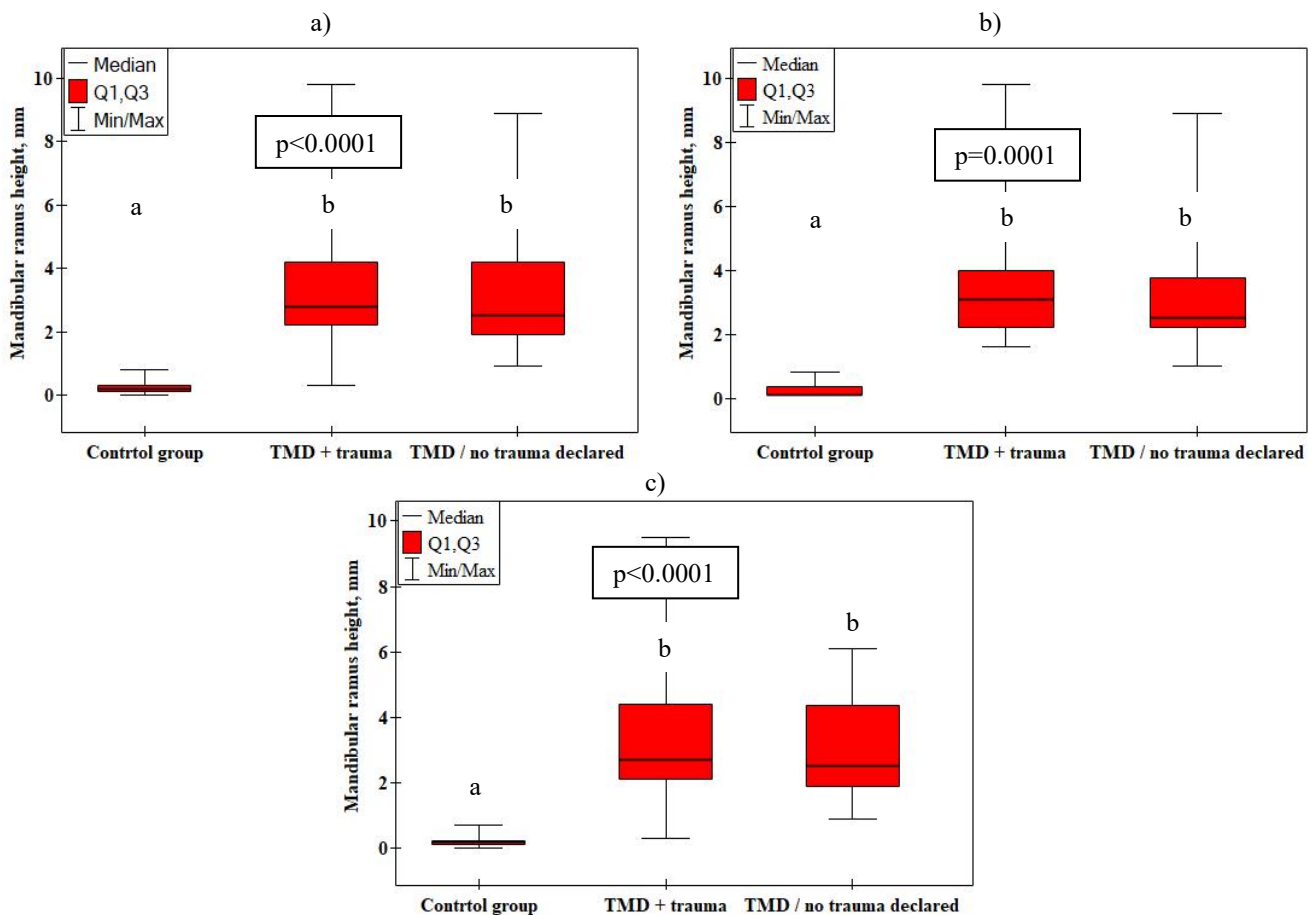 a)
Median
Q1,Q3
Min/Max
Mandibular ramus height, mm
10
8
6
4
2
0
p<0.0001
a
b
b
Contrtol group
TMD + trauma
TMD / no trauma declared
b)
Median
Q1,Q3
Min/Max
Mandibular ramus height, mm
10
8
6
4
2
0
p=0.0001
a
b
b
Contrtol group
TMD + trauma
TMD / no trauma declared
c)
Median
Q1,Q3
Min/Max
Mandibular ramus height, mm
10
8
6
4
2
0
p<0.0001
a
b
b
Contrtol group
TMD + trauma
TMD / no trauma declared